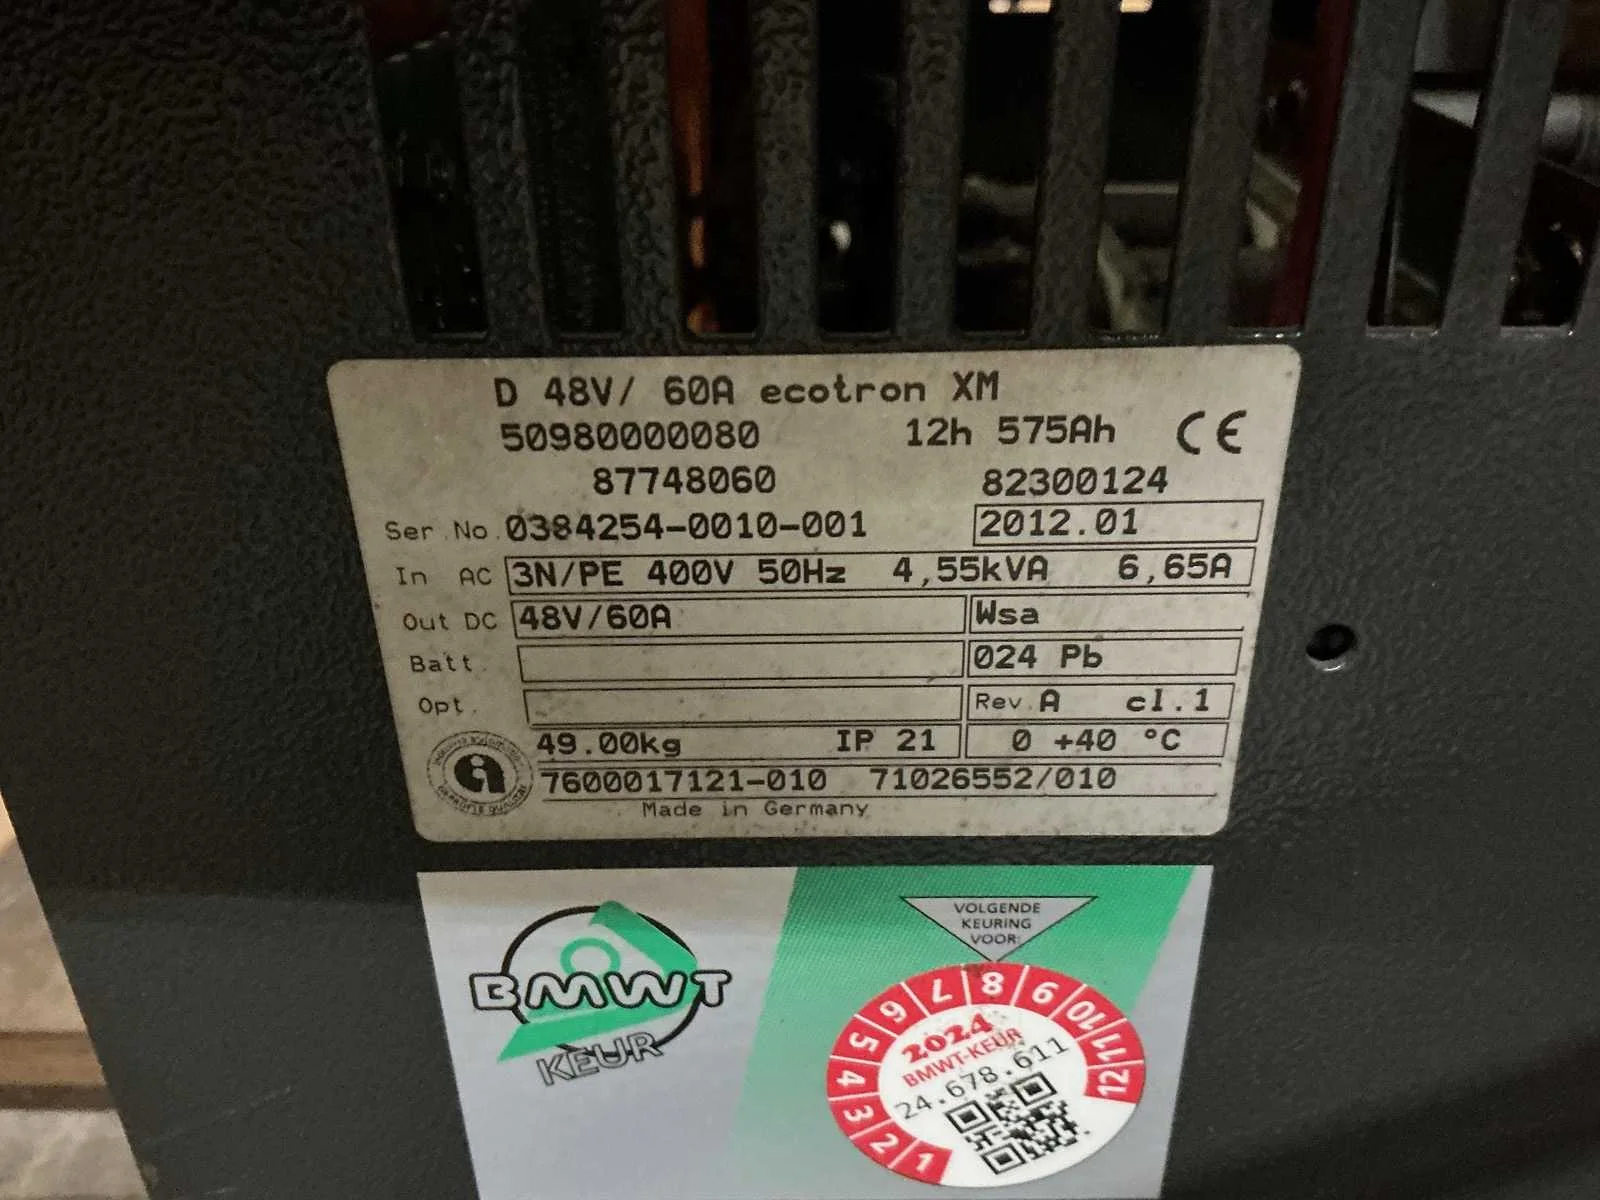 D 48V/ 60A ecotron XM
50980000080 12h 575Ah CE
87748060 82300124
Ser.No. 0384254-0010-001 2012.01
In AC 3N/PE 400V 50Hz 4,55kVA 6,65A
Out DC 48V/60A Wsa
Batt. 024 Pb
Opt. Rev.A cl.1
49.00kg IP 21 0 +40 °C
7600017121-010 71026552/010
Made in Germany
BMWT
KEUR
VOLGENDE
KEURING
VOOR:
1 2 3 4 5 6 7 8 9 10 11 12
2024
BMWT-KEUR
24.678.611